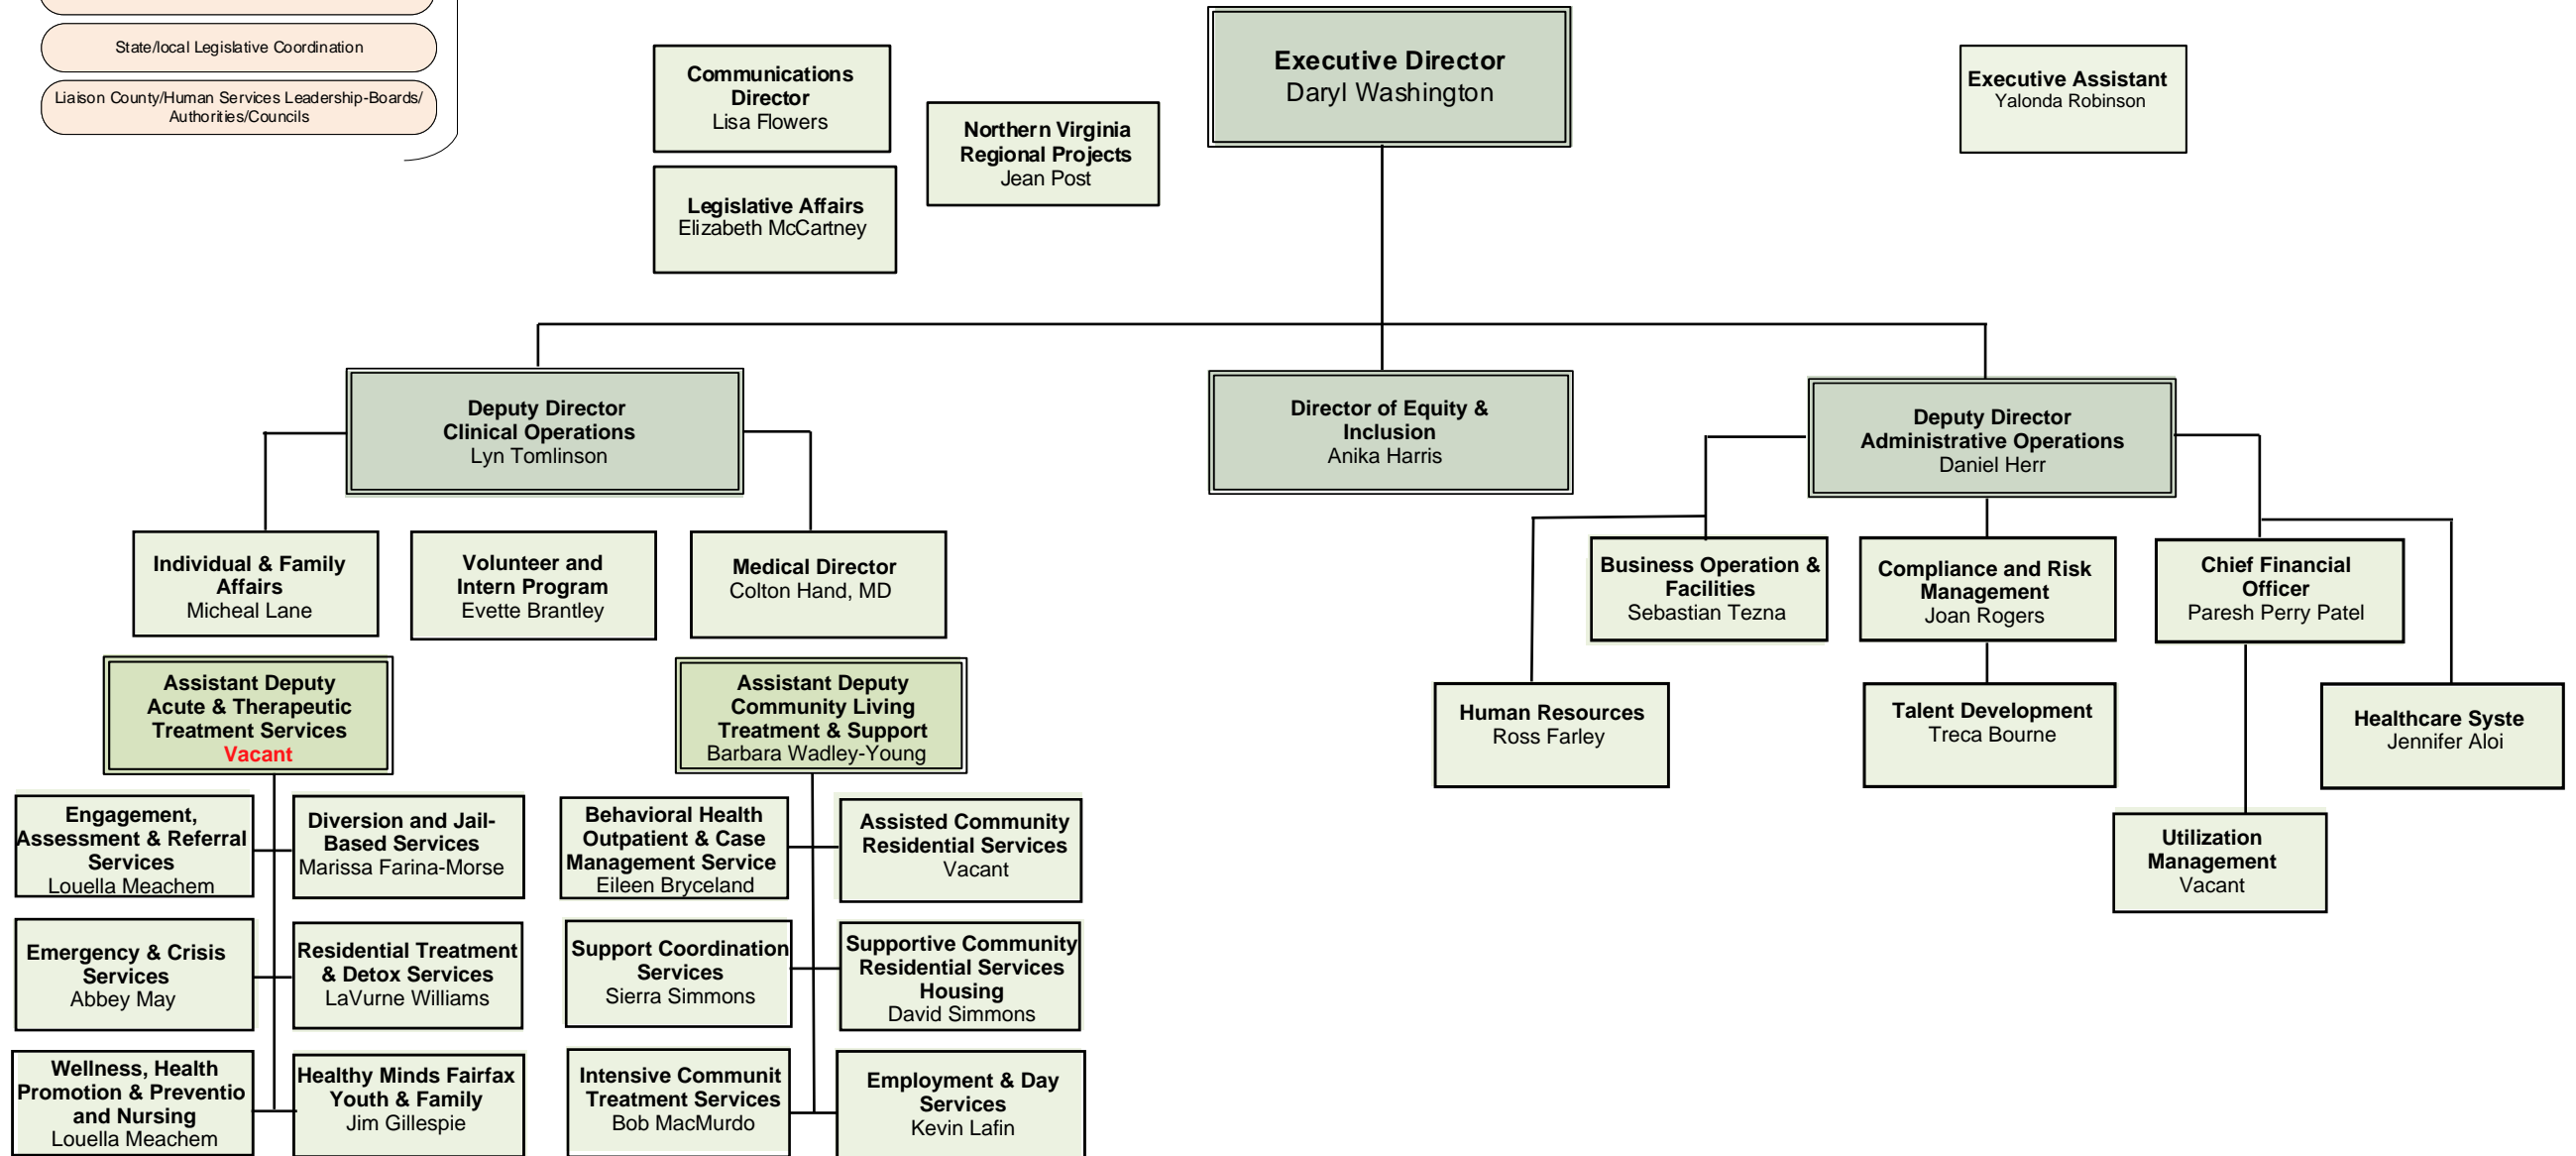 State/local Legislative Coordination
Liaison County/Human Services Leadership-Boards/
Authorities/Councils
Communications
Director
Lisa Flowers
Legislative Affairs
Elizabeth McCartney
Northern Virginia
Regional Projects
Jean Post
Executive Director
Daryl Washington
Executive Assistant
Yalonda Robinson
Deputy Director
Clinical Operations
Lyn Tomlinson
Director of Equity &
Inclusion
Anika Harris
Deputy Director
Administrative Operations
Daniel Herr
Individual & Family
Affairs
Micheal Lane
Volunteer and
Intern Program
Evette Brantley
Medical Director
Colton Hand, MD
Business Operation &
Facilities
Sebastian Tezna
Compliance and Risk
Management
Joan Rogers
Chief Financial
Officer
Paresh Perry Patel
Assistant Deputy
Acute & Therapeutic
Treatment Services
Vacant
Assistant Deputy
Community Living
Treatment & Support
Barbara Wadley-Young
Human Resources
Ross Farley
Talent Development
Treca Bourne
Healthcare Syste
Jennifer Aloi
Utilization
Management
Vacant
Engagement,
Assessment & Referral
Services
Louella Meachem
Diversion and Jail-
Based Services
Marissa Farina-Morse
Behavioral Health
Outpatient & Case
Management Service
Eileen Bryceland
Assisted Community
Residential Services
Vacant
Emergency & Crisis
Services
Abbey May
Residential Treatment
& Detox Services
LaVurne Williams
Support Coordination
Services
Sierra Simmons
Supportive Community
Residential Services
Housing
David Simmons
Wellness, Health
Promotion & Preventio
and Nursing
Louella Meachem
Healthy Minds Fairfax
Youth & Family
Jim Gillespie
Intensive Communit
Treatment Services
Bob MacMurdo
Employment & Day
Services
Kevin Lafin